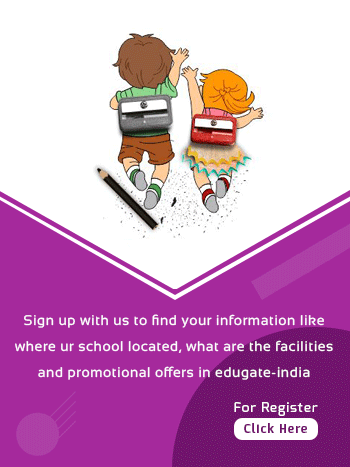 Sign up with us to find your information like
where ur school located, what are the facilities
and promotional offers in edugate-india
For Register
Click Here